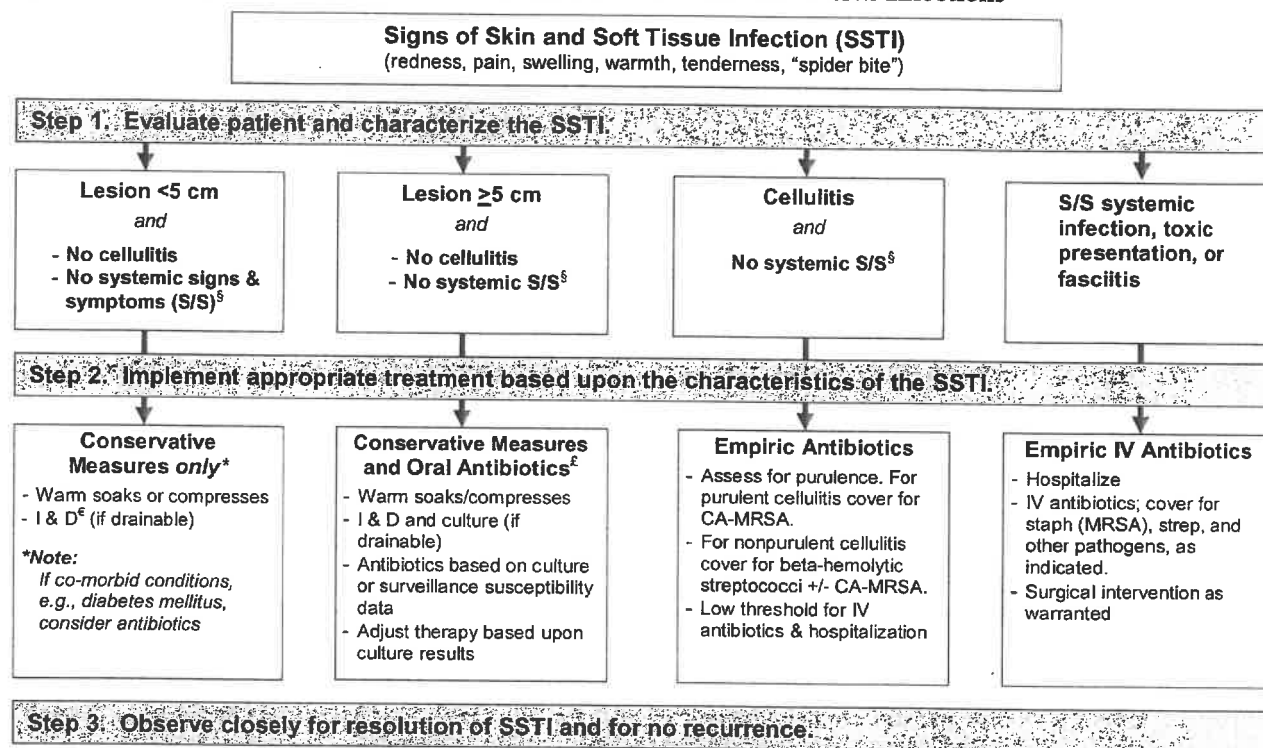 Signs of Skin and Soft Tissue Infection (SSTI)
(redness, pain, swelling, warmth, tenderness, “spider bite”)
Step 1. Evaluate patient and characterize the SSTI.
Lesion <5 cm
and
- No cellulitis
- No systemic signs &
symptoms (S/S)§
Lesion ≥5 cm
and
- No cellulitis
- No systemic S/S§
Cellulitis
and
No systemic S/S§
S/S systemic
infection, toxic
presentation, or
fasciitis
Step 2. Implement appropriate treatment based upon the characteristics of the SSTI.
Conservative
Measures only*
- Warm soaks or compresses
- I & D€ (if drainable)
*Note:
If co-morbid conditions,
e.g., diabetes mellitus,
consider antibiotics
Conservative Measures
and Oral Antibiotics£
- Warm soaks/compresses
- I & D and culture (if
drainable)
- Antibiotics based on culture
or surveillance susceptibility
data
- Adjust therapy based upon
culture results
Empiric Antibiotics
- Assess for purulence. For
purulent cellulitis cover for
CA-MRSA.
- For nonpurulent cellulitis
cover for beta-hemolytic
streptococci +/- CA-MRSA.
- Low threshold for IV
antibiotics & hospitalization
Empiric IV Antibiotics
- Hospitalize
- IV antibiotics; cover for
staph (MRSA), strep, and
other pathogens, as
indicated.
- Surgical intervention as
warranted
Step 3. Observe closely for resolution of SSTI and for no recurrence